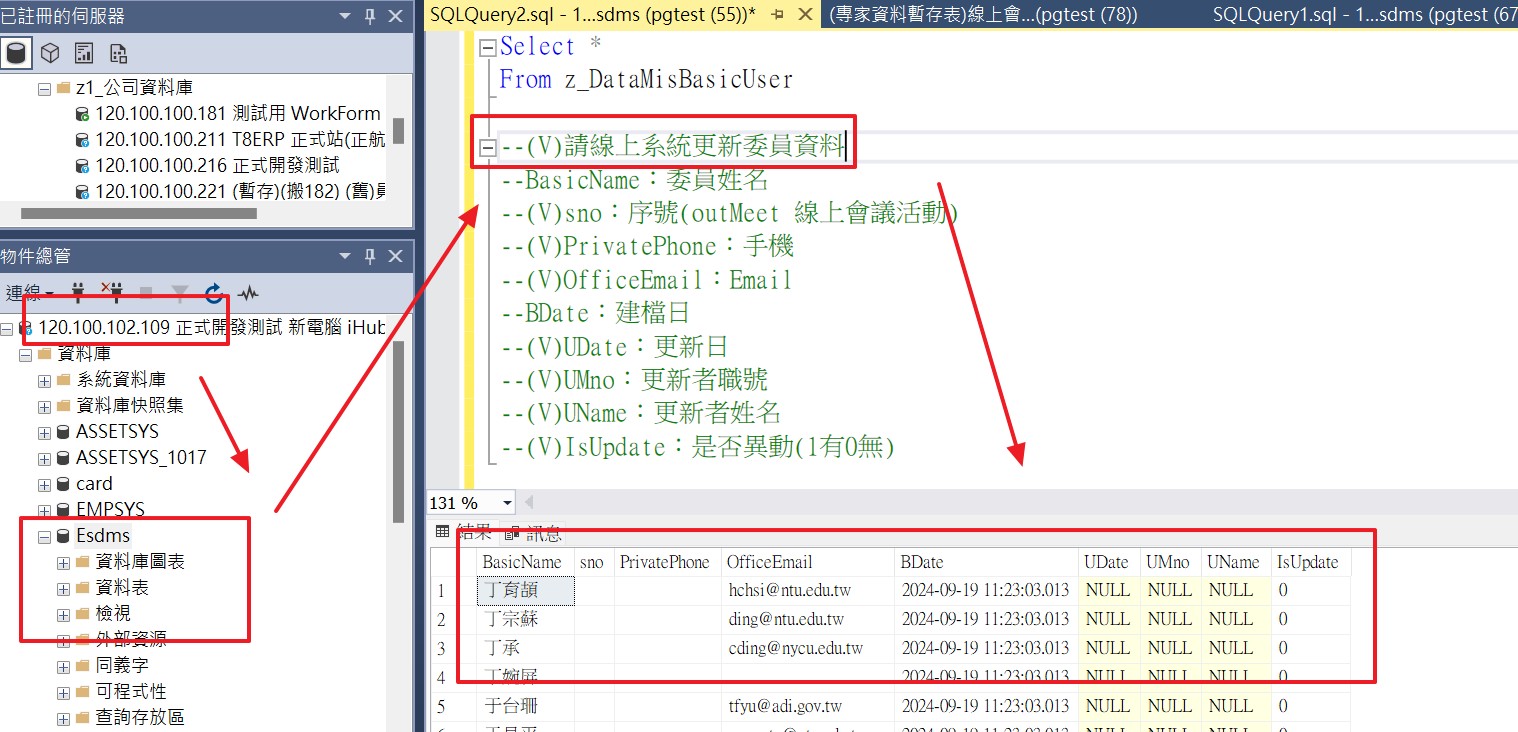 已註冊的伺服器
z1_公司資料庫
120.100.100.181 測試用 WorkForm
120.100.100.211 T8ERP 正式站(正航
120.100.100.216 正式開發測試
120.100.100.221 (暫存)(搬182) (舊)員
物件總管
連線
120.100.102.109 正式開發測試 新電腦 iHub
資料庫
系統資料庫
資料庫快照集
ASSETSYS
ASSETSYS_1017
card
EMPSYS
Esdms
資料庫圖表
資料表
檢視
外部資源
同義字
可程式性
查詢存放區
SQLQuery2.sql - 1...sdms (pgtest (55))*
(專家資料暫存表)線上會...(pgtest (78))
SQLQuery1.sql - 1...sdms (pgtest (67
Select *
From z_DataMisBasicUser
--(V)請線上系統更新委員資料
--BasicName：委員姓名
--(V)sno：序號(outMeet 線上會議活動)
--(V)PrivatePhone：手機
--(V)OfficeEmail：Email
--BDate：建檔日
--(V)UDate：更新日
--(V)UMno：更新者職號
--(V)UName：更新者姓名
--(V)IsUpdate：是否異動(1有0無)
131 %
結果 訊息
BasicName sno PrivatePhone OfficeEmail BDate UDate UMno UName IsUpdate
1 丁育頡 hchsi@ntu.edu.tw 2024-09-19 11:23:03.013 NULL NULL NULL 0
2 丁宗蘇 ding@ntu.edu.tw 2024-09-19 11:23:03.013 NULL NULL NULL 0
3 丁承 cding@nycu.edu.tw 2024-09-19 11:23:03.013 NULL NULL NULL 0
4 丁婉屏 2024-09-19 11:23:03.013 NULL NULL NULL 0
5 于台珊 tfyu@adi.gov.tw 2024-09-19 11:23:03.013 NULL NULL NULL 0